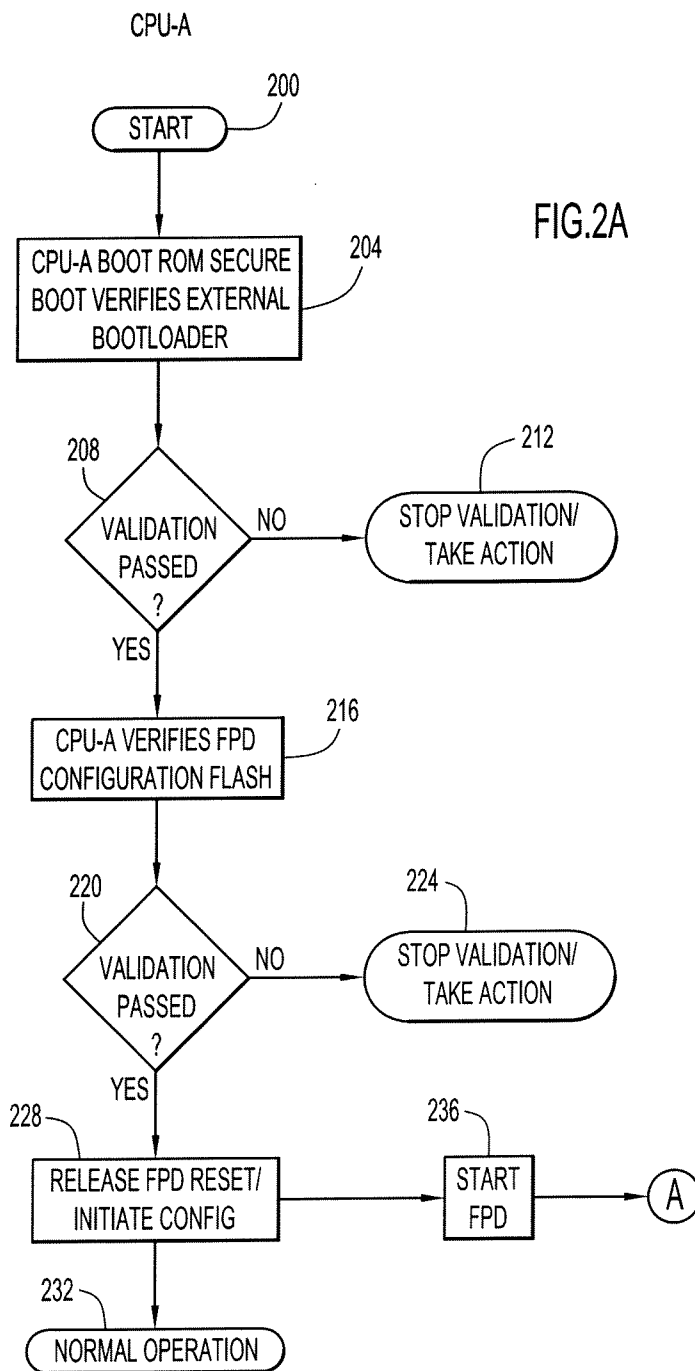 CPU-A
200
START
FIG.2A
CPU-A BOOT ROM SECURE
BOOT VERIFIES EXTERNAL
BOOTLOADER
204
208
VALIDATION
PASSED
?
NO
212
STOP VALIDATION/
TAKE ACTION
YES
216
CPU-A VERIFIES FPD
CONFIGURATION FLASH
220
VALIDATION
PASSED
?
NO
224
STOP VALIDATION/
TAKE ACTION
YES
228
RELEASE FPD RESET/
INITIATE CONFIG
236
START
FPD
A
232
NORMAL OPERATION